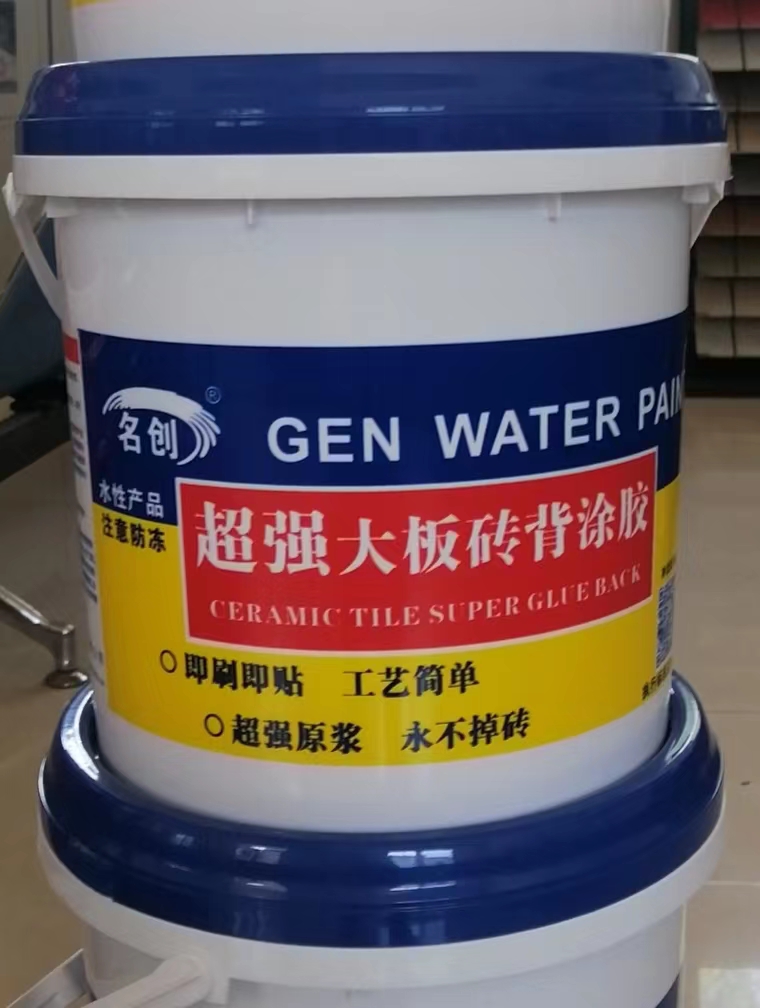 名创®
GEN WATER PAIN
水性产品
注意防冻
超强大板砖背涂胶
CERAMIC TILE SUPER GLUE BACK
即刷即贴 工艺简单
超强原浆 永不掉砖